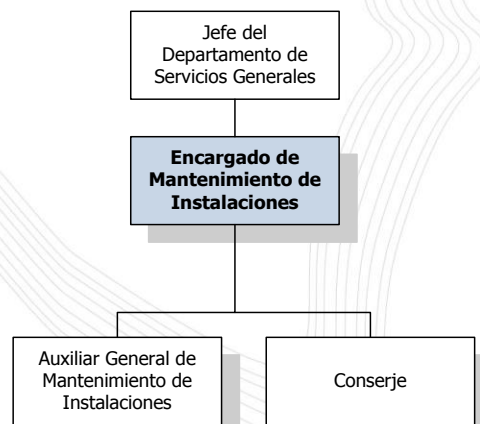 Jefe del
Departamento de
Servicios Generales
Encargado de
Mantenimiento de
Instalaciones
Auxiliar General de
Mantenimiento de
Instalaciones
Conserje